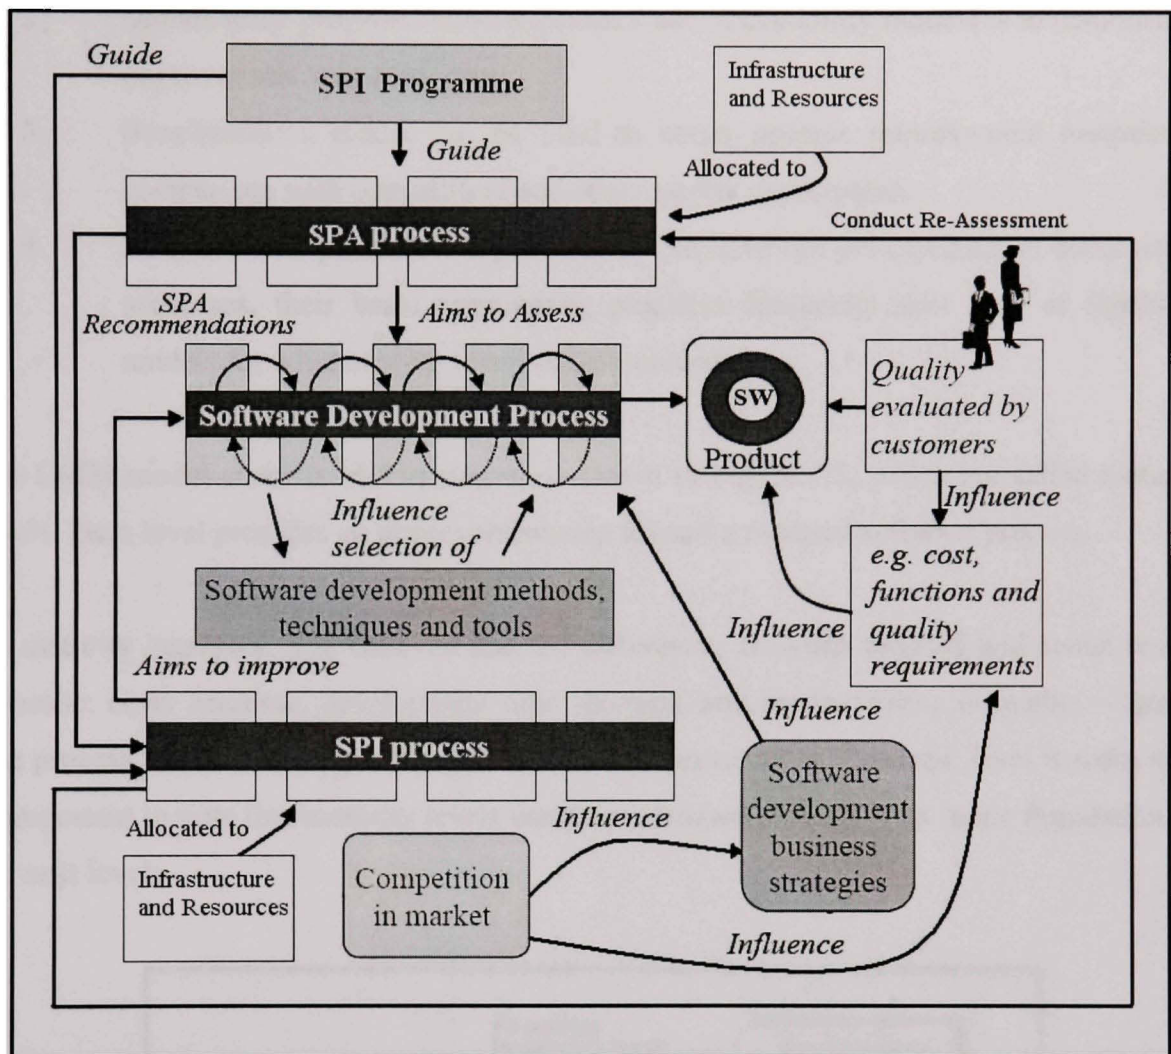 Guide
SPI Programme
Infrastructure
and Resources
Guide
Allocated to
SPA process
Conduct Re-Assessment
SPA
Recommendations
Aims to Assess
Software Development Process
SW
Product
Quality
evaluated by
customers
Influence
selection of
Influence
Software development methods,
techniques and tools
e.g. cost,
functions and
quality
requirements
Influence
Aims to improve
SPI process
Influence
Software
development
business
strategies
Allocated to
Influence
Infrastructure
and Resources
Competition
in market
Influence